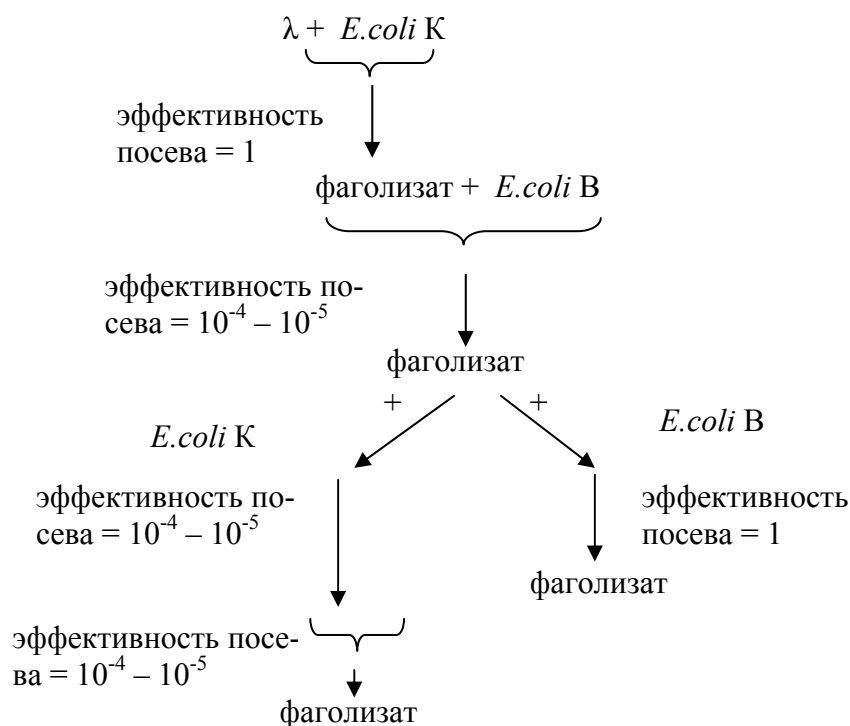 λ + E.coli К
эффективность
посева = 1
фаголизат + E.coli В
эффективность по-
сева = 10⁻⁴ – 10⁻⁵
фаголизат
+ +
E.coli К
E.coli В
эффективность по-
сева = 10⁻⁴ – 10⁻⁵
эффективность
посева = 1
фаголизат
эффективность посе-
ва = 10⁻⁴ – 10⁻⁵
фаголизат